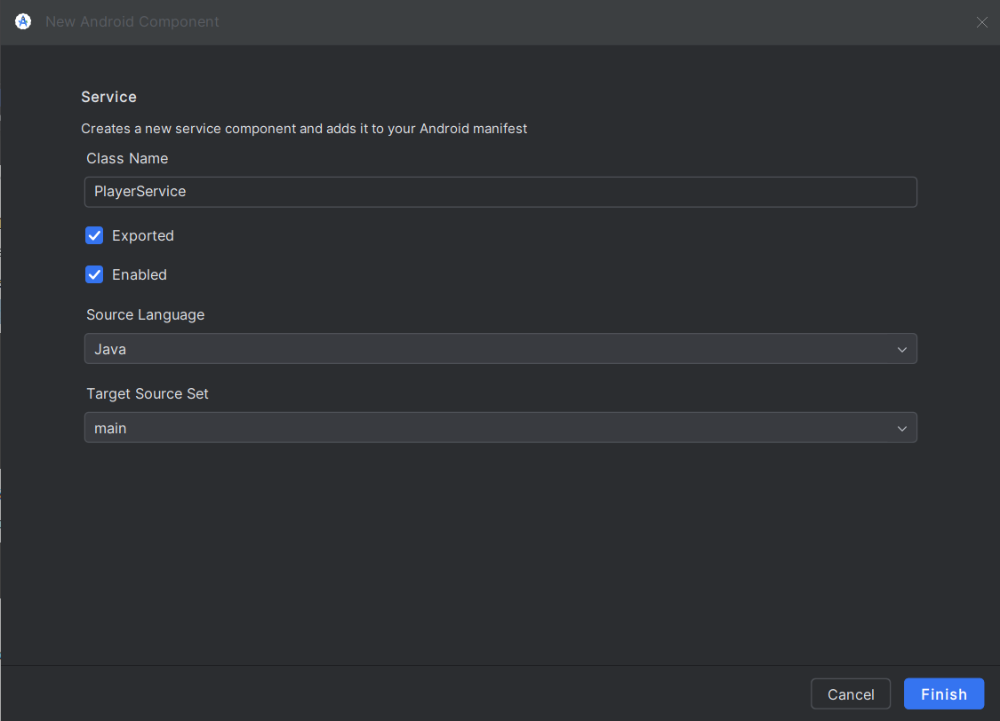 New Android Component
Service
Creates a new service component and adds it to your Android manifest
Class Name
PlayerService
Exported
Enabled
Source Language
Java
Target Source Set
main
Cancel
Finish